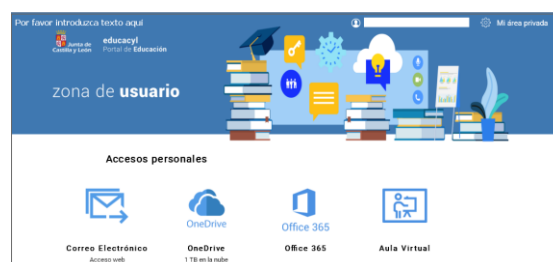 Por favor introduzca texto aquí
Mi área privada
Junta de
Castilla y León
educacyl
Portal de Educación
zona de usuario
Accesos personales
OneDrive
Office 365
Correo Electrónico
Acceso web
OneDrive
1 TB en la nube
Office 365
Aula Virtual